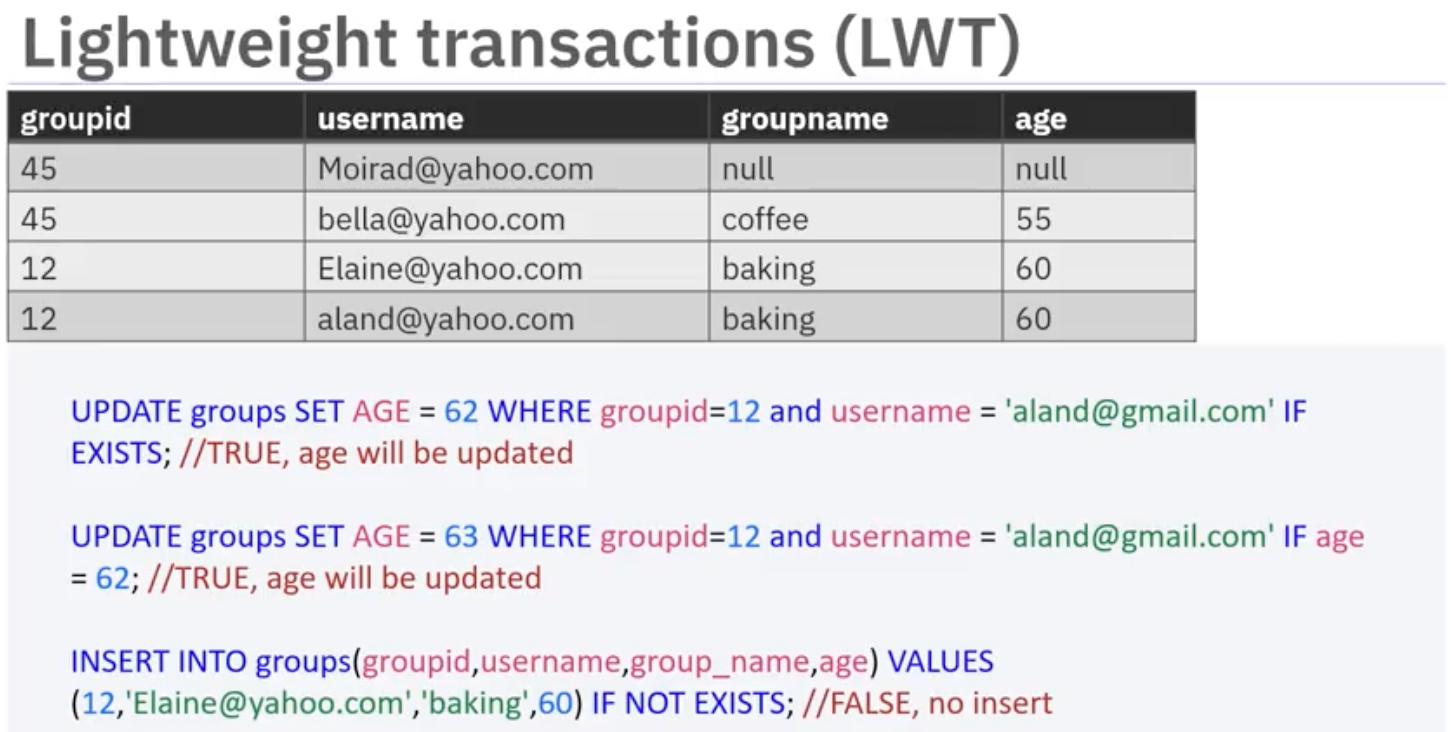 Lightweight transactions (LWT)
groupid username groupname age
45 Moirad@yahoo.com null null
45 bella@yahoo.com coffee 55
12 Elaine@yahoo.com baking 60
12 aland@yahoo.com baking 60
UPDATE groups SET AGE = 62 WHERE groupid=12 and username = 'aland@gmail.com' IF
EXISTS; //TRUE, age will be updated
UPDATE groups SET AGE = 63 WHERE groupid=12 and username = 'aland@gmail.com' IF age
= 62; //TRUE, age will be updated
INSERT INTO groups(groupid,username,group_name,age) VALUES
(12,'Elaine@yahoo.com','baking',60) IF NOT EXISTS; //FALSE, no insert